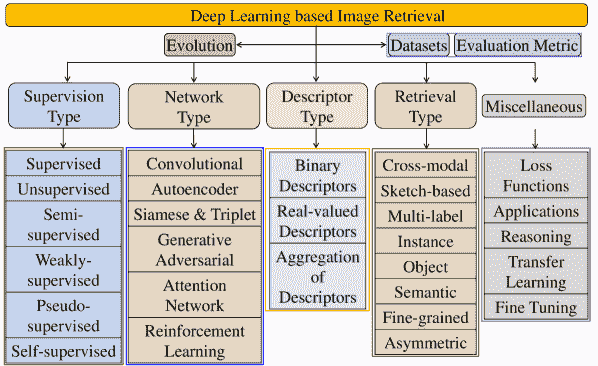 Deep Learning based Image Retrieval
Evolution
Datasets
Evaluation Metric
Supervision
Type
Network
Type
Descriptor
Type
Retrieval
Type
Miscellaneous
Supervised
Unsupervised
Semi-
supervised
Weakly-
supervised
Pseudo-
supervised
Self-supervised
Convolutional
Autoencoder
Siamese & Triplet
Generative
Adversarial
Attention
Network
Reinforcement
Learning
Binary
Descriptors
Real-valued
Descriptors
Aggregation
of
Descriptors
Cross-modal
Sketch-based
Multi-label
Instance
Object
Semantic
Fine-grained
Asymmetric
Loss
Functions
Applications
Reasoning
Transfer
Learning
Fine Tuning